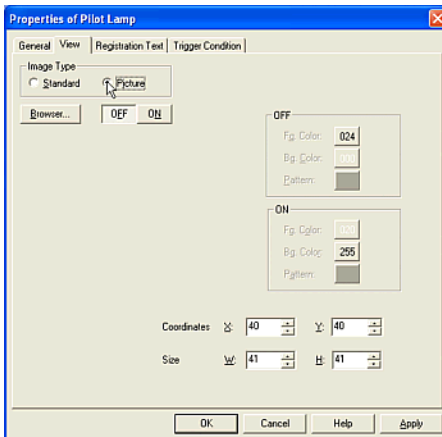 Properties of Pilot Lamp
General View Registration Text Trigger Condition
Image Type
Standard Picture
Browser... OFF ON
OFF
Fg. Color: 024
Bg. Color: 000
Pattern:
ON
Fg. Color: 020
Bg. Color: 255
Pattern:
Coordinates X: 40 Y: 40
Size W: 41 H: 41
OK Cancel Help Apply